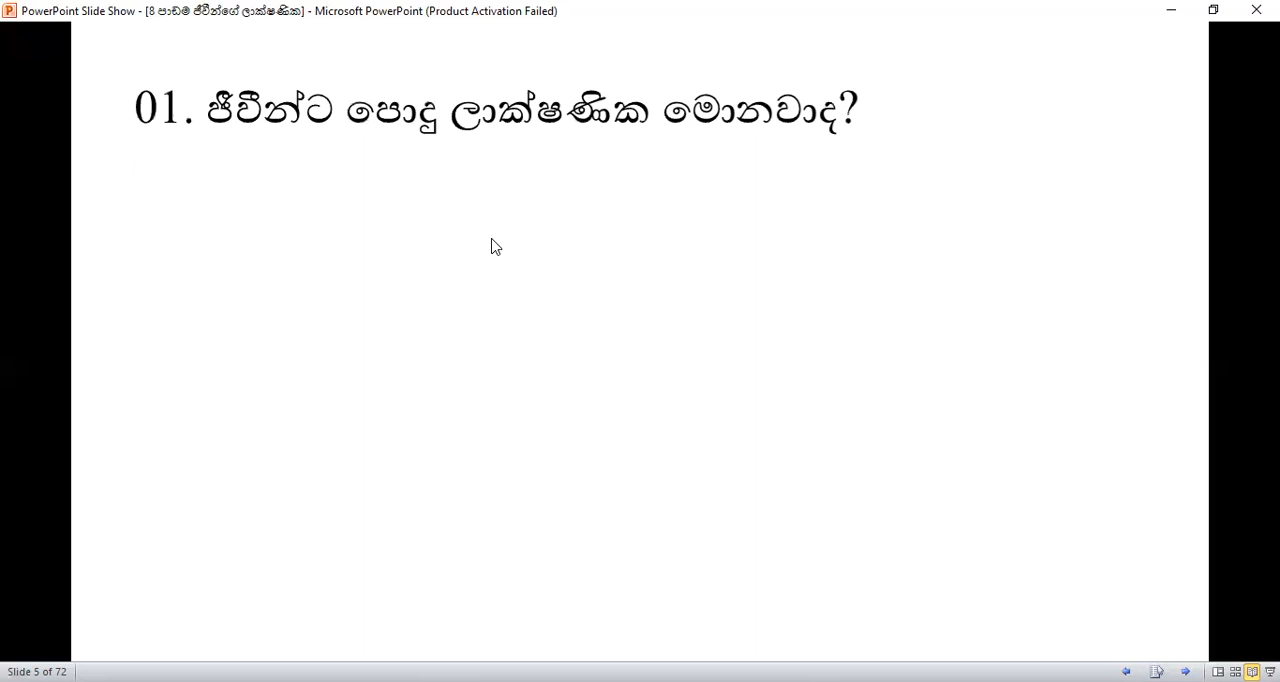 PowerPoint Slide Show - [8 පාඩම ජීවීන්ගේ ලාක්ෂණික] - Microsoft PowerPoint (Product Activation Failed)
01. ජීවීන්ට පොදු ලාක්ෂණික මොනවාද?
Slide 5 of 72